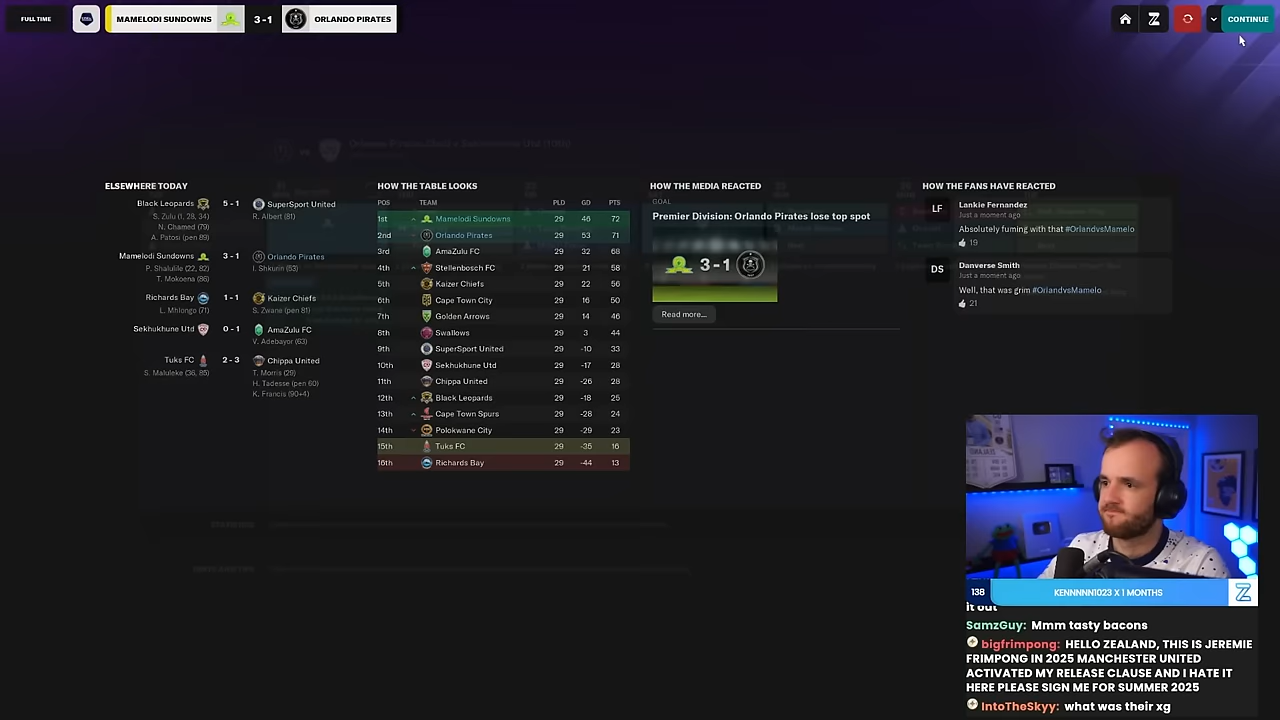 FULL TIME
MAMELODI SUNDOWNS
3 - 1
ORLANDO PIRATES
CONTINUE
ELSEWHERE TODAY
Black Leopards 5 - 1 SuperSport United
S. Zulu (1, 28, 34) R. Albert (81)
N. Chamed (79)
A. Patosi (pen 89)
Mamelodi Sundowns 3 - 1 Orlando Pirates
P. Shalulile (22, 82) I. Shkurin (53)
T. Mokoena (86)
Richards Bay 1 - 1 Kaizer Chiefs
L. Mhlongo (71) S. Zwane (pen 81)
Sekhukhune Utd 0 - 1 AmaZulu FC
V. Adebayor (63)
Tuks FC 2 - 3 Chippa United
S. Maluleke (36, 85) T. Morris (29)
H. Tadesse (pen 60)
K. Francis (90+4)
HOW THE TABLE LOOKS
POS TEAM PLD GD PTS
1st Mamelodi Sundowns 29 46 72
2nd Orlando Pirates 29 53 71
3rd AmaZulu FC 29 32 68
4th Stellenbosch FC 29 21 58
5th Kaizer Chiefs 29 22 56
6th Cape Town City 29 16 50
7th Golden Arrows 29 14 46
8th Swallows 29 3 44
9th SuperSport United 29 -10 33
10th Sekhukhune Utd 29 -17 28
11th Chippa United 29 -26 28
12th Black Leopards 29 -18 25
13th Cape Town Spurs 29 -28 24
14th Polokwane City 29 -29 23
15th Tuks FC 29 -35 16
16th Richards Bay 29 -44 13
HOW THE MEDIA REACTED
GOAL
Premier Division: Orlando Pirates lose top spot
3 - 1
Read more...
HOW THE FANS HAVE REACTED
LF Lankie Fernandez
Just a moment ago
Absolutely fuming with that #OrlandvsMamelo
19
DS Danverse Smith
Just a moment ago
Well, that was grim #OrlandvsMamelo
21
138 KENNNNN1023 X 1 MONTHS Z
it out
SamzGuy: Mmm tasty bacons
bigfrimpong: HELLO ZEALAND, THIS IS JEREMIE
FRIMPONG IN 2025 MANCHESTER UNITED
ACTIVATED MY RELEASE CLAUSE AND I HATE IT
HERE PLEASE SIGN ME FOR SUMMER 2025
IntoTheSkyy: what was their xg